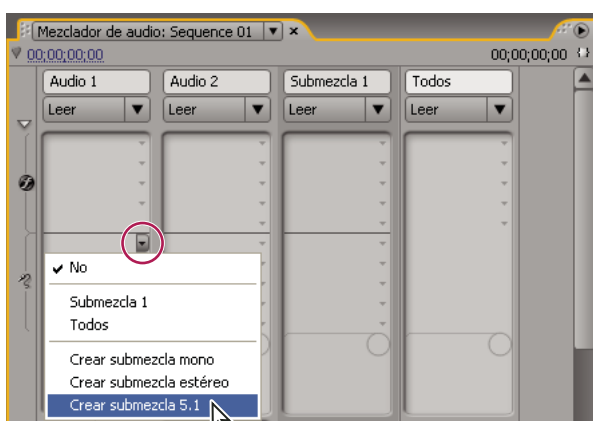 Mezclador de audio: Sequence 01
00;00;00;00 00;00;00;00
Audio 1 Audio 2 Submezcla 1 Todos
Leer Leer Leer Leer
No
Submezcla 1
Todos
Crear submezcla mono
Crear submezcla estéreo
Crear submezcla 5.1